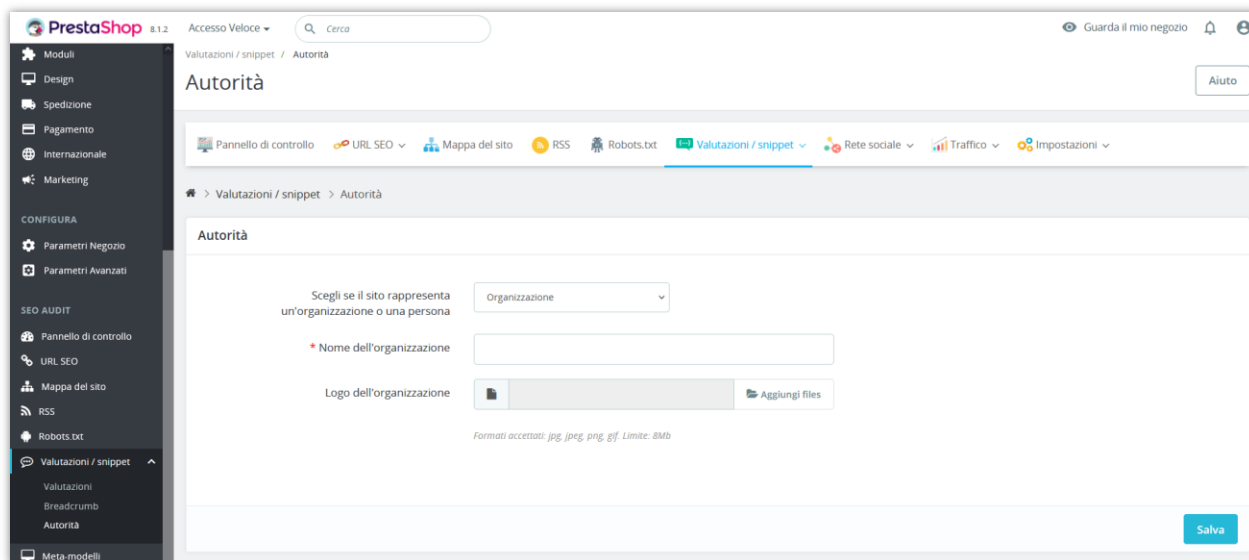 PrestaShop 8.1.2 Accesso Veloce Cerca Guarda il mio negozio
Moduli
Design
Spedizione
Pagamento
Internazionale
Marketing
CONFIGURA
Parametri Negozio
Parametri Avanzati
SEO AUDIT
Pannello di controllo
URL SEO
Mappa del sito
RSS
Robots.txt
Valutazioni / snippet
Valutazioni
Breadcrumb
Autorità
Meta-modelli
Valutazioni / snippet / Autorità
Autorità
Aiuto
Pannello di controllo URL SEO Mappa del sito RSS Robots.txt Valutazioni / snippet Rete sociale Traffico Impostazioni
> Valutazioni / snippet > Autorità
Autorità
Scegli se il sito rappresenta
un'organizzazione o una persona
Organizzazione
* Nome dell'organizzazione
Logo dell'organizzazione
Aggiungi files
Formati accettati: jpg, jpeg, png, gif. Limite: 8Mb
Salva